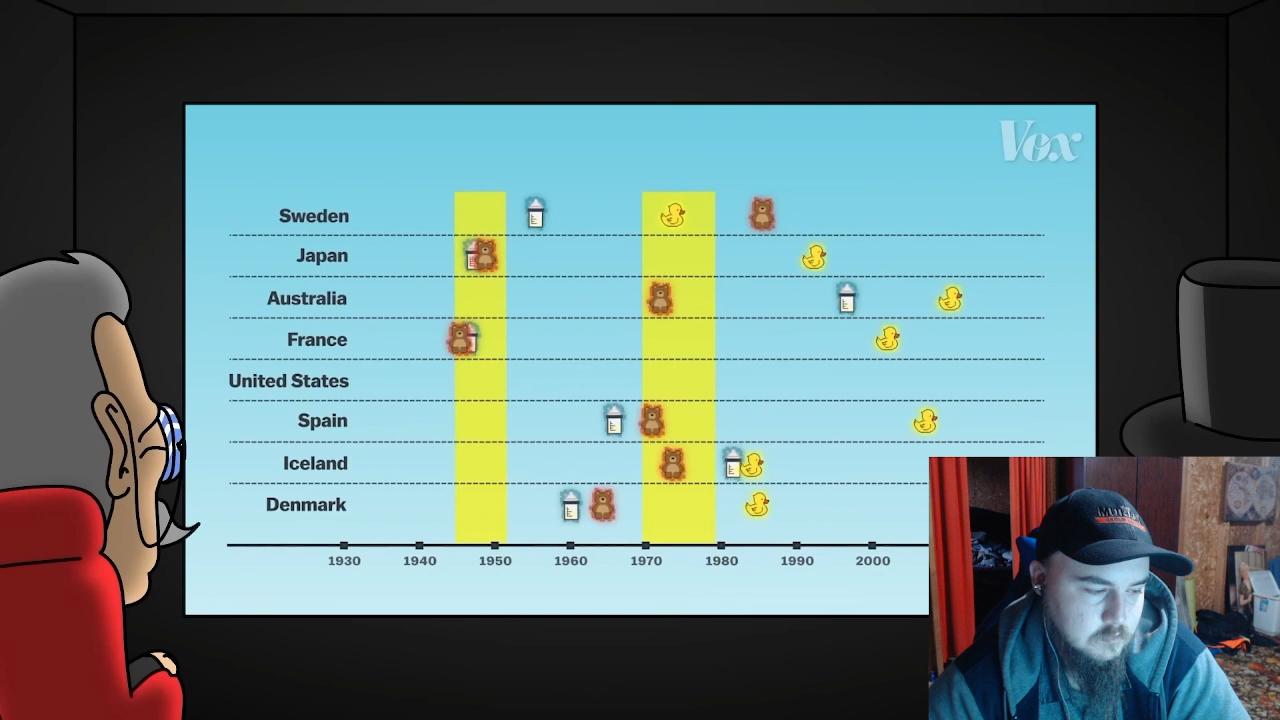 Vox
Sweden
Japan
Australia
France
United States
Spain
Iceland
Denmark
1930 1940 1950 1960 1970 1980 1990 2000